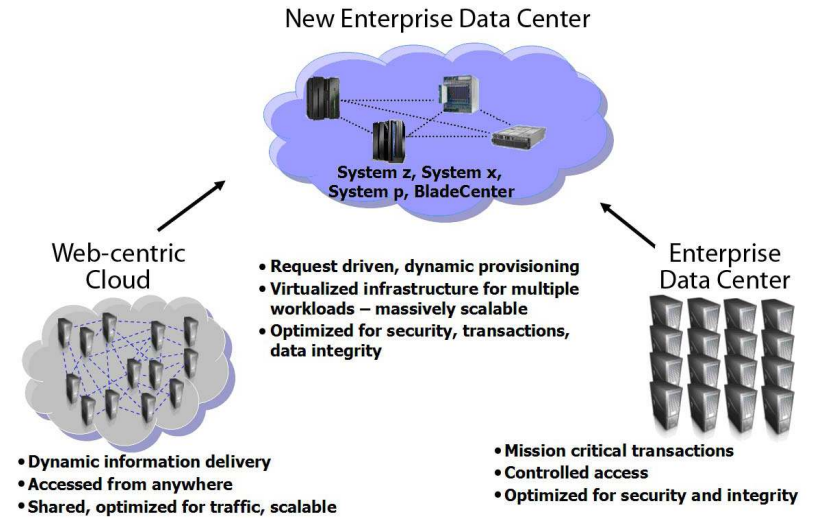 New Enterprise Data Center
System z, System x,
System p, BladeCenter
Web-centric
Cloud
• Request driven, dynamic provisioning
• Virtualized infrastructure for multiple
workloads – massively scalable
• Optimized for security, transactions,
data integrity
Enterprise
Data Center
• Dynamic information delivery
• Accessed from anywhere
• Shared, optimized for traffic, scalable
• Mission critical transactions
• Controlled access
• Optimized for security and integrity